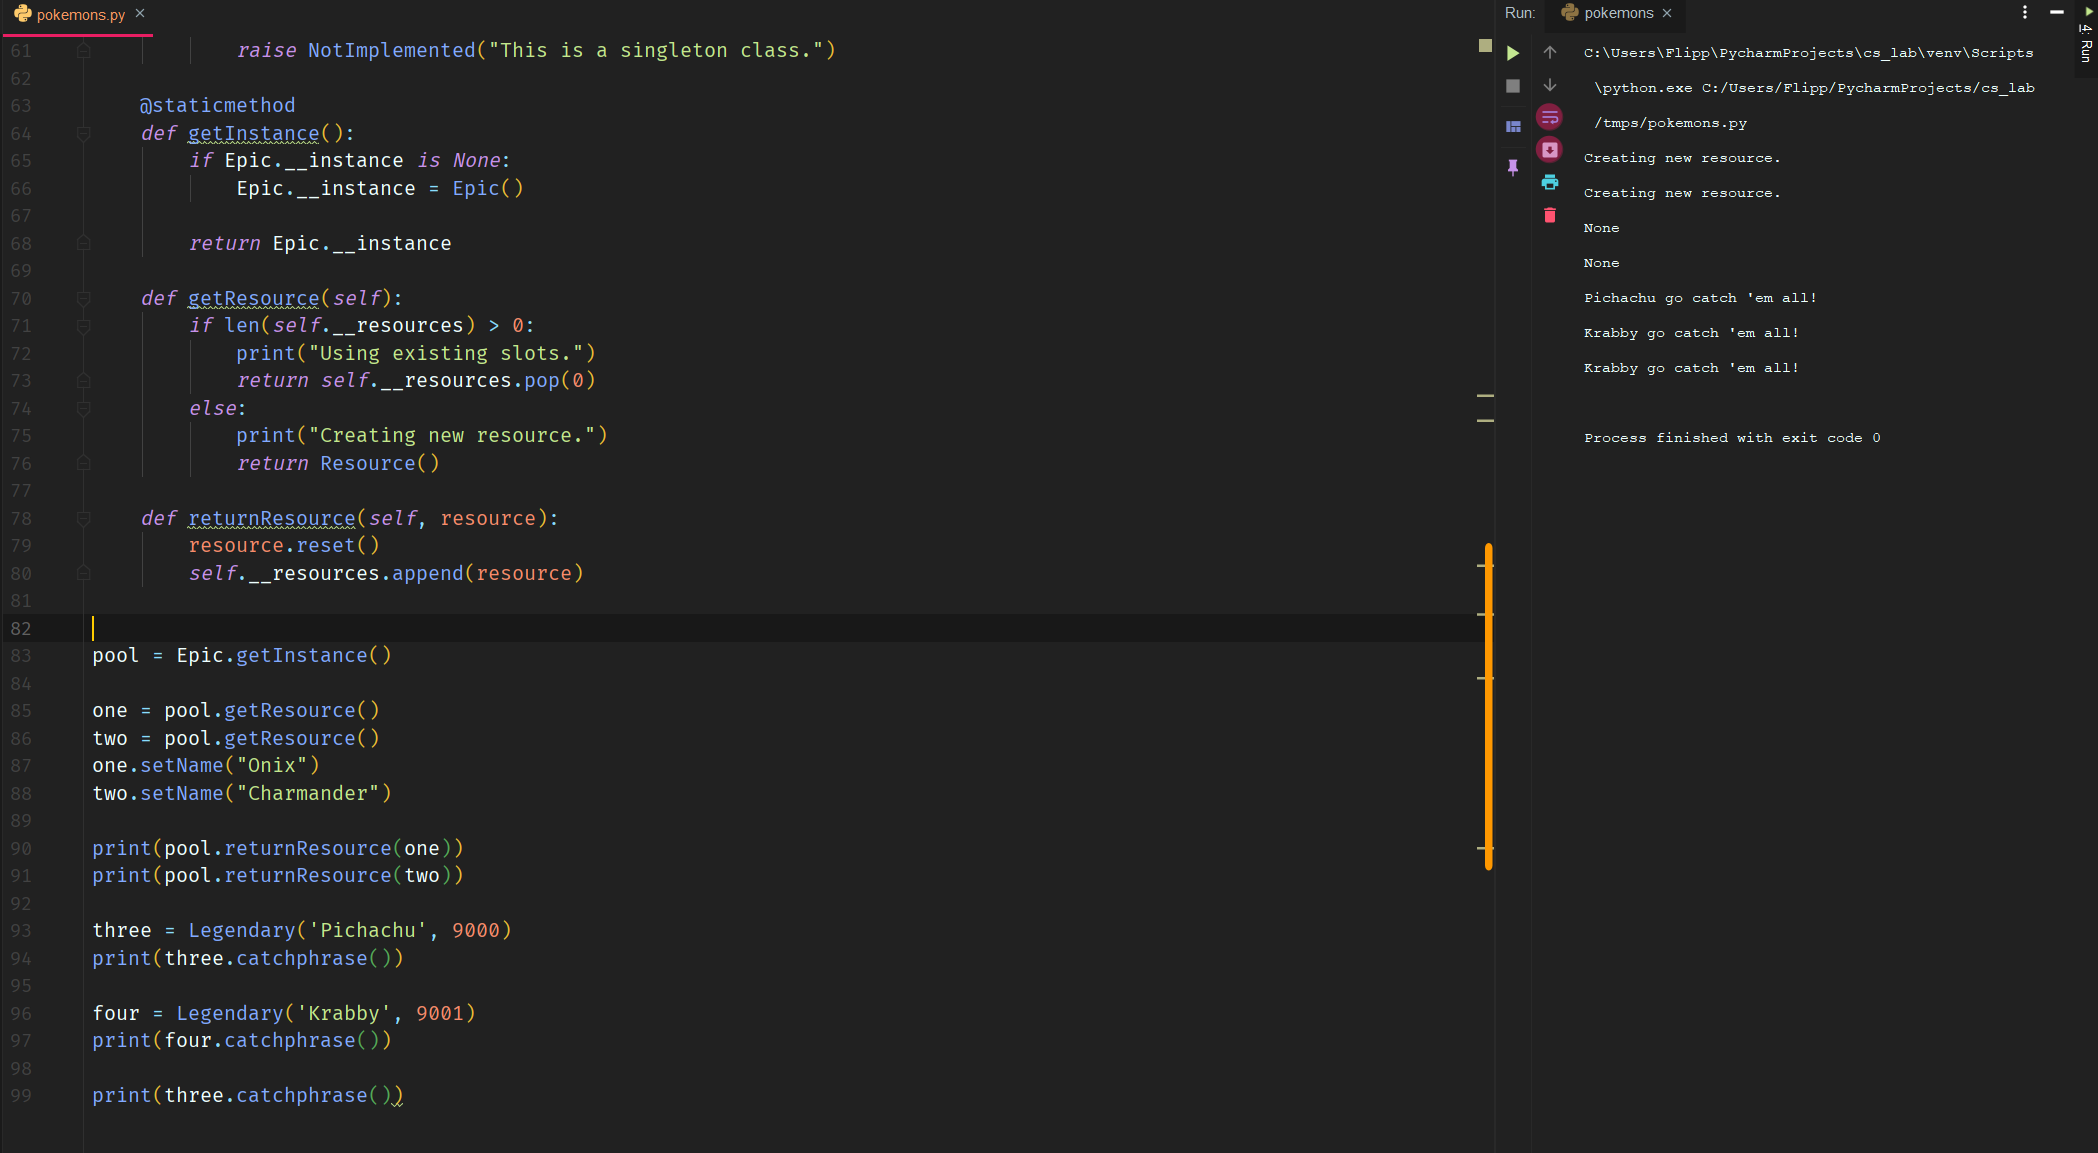 pokemons.py
61 raise NotImplemented("This is a singleton class.")
62
63 @staticmethod
64 def getInstance():
65 if Epic.__instance is None:
66 Epic.__instance = Epic()
67
68 return Epic.__instance
69
70 def getResource(self):
71 if len(self.__resources) > 0:
72 print("Using existing slots.")
73 return self.__resources.pop(0)
74 else:
75 print("Creating new resource.")
76 return Resource()
77
78 def returnResource(self, resource):
79 resource.reset()
80 self.__resources.append(resource)
81
82
83 pool = Epic.getInstance()
84
85 one = pool.getResource()
86 two = pool.getResource()
87 one.setName("Onix")
88 two.setName("Charmander")
89
90 print(pool.returnResource(one))
91 print(pool.returnResource(two))
92
93 three = Legendary('Pichachu', 9000)
94 print(three.catchphrase())
95
96 four = Legendary('Krabby', 9001)
97 print(four.catchphrase())
98
99 print(three.catchphrase())
Run: pokemons
C:\Users\Flipp\PycharmProjects\cs_lab\venv\Scripts
\python.exe C:/Users/Flipp/PycharmProjects/cs_lab
/tmps/pokemons.py
Creating new resource.
Creating new resource.
None
None
Pichachu go catch 'em all!
Krabby go catch 'em all!
Krabby go catch 'em all!
Process finished with exit code 0
4: Run